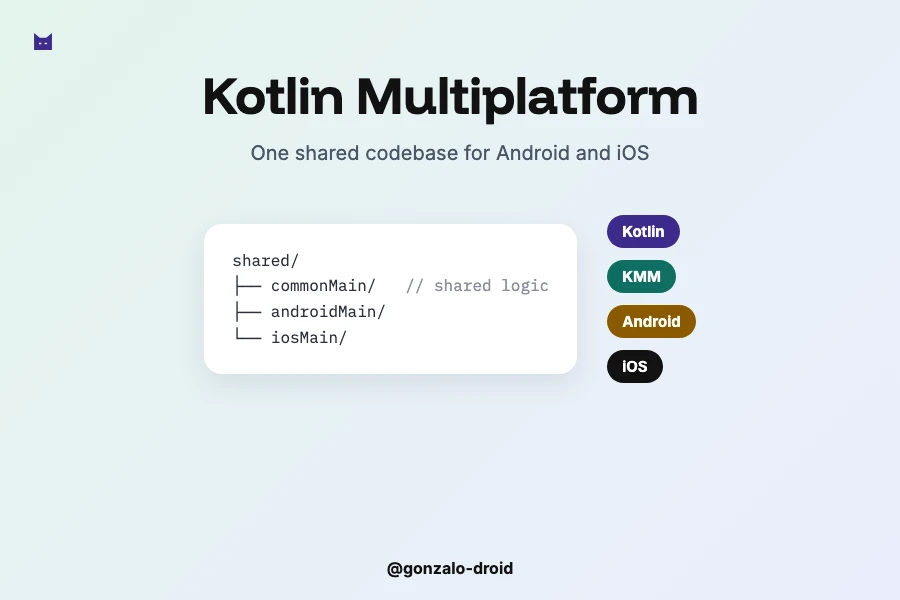 Kotlin Multiplatform
One shared codebase for Android and iOS
shared/
├── commonMain/   // shared logic
├── androidMain/
└── iosMain/
Kotlin
KMM
Android
iOS
@gonzalo-droid